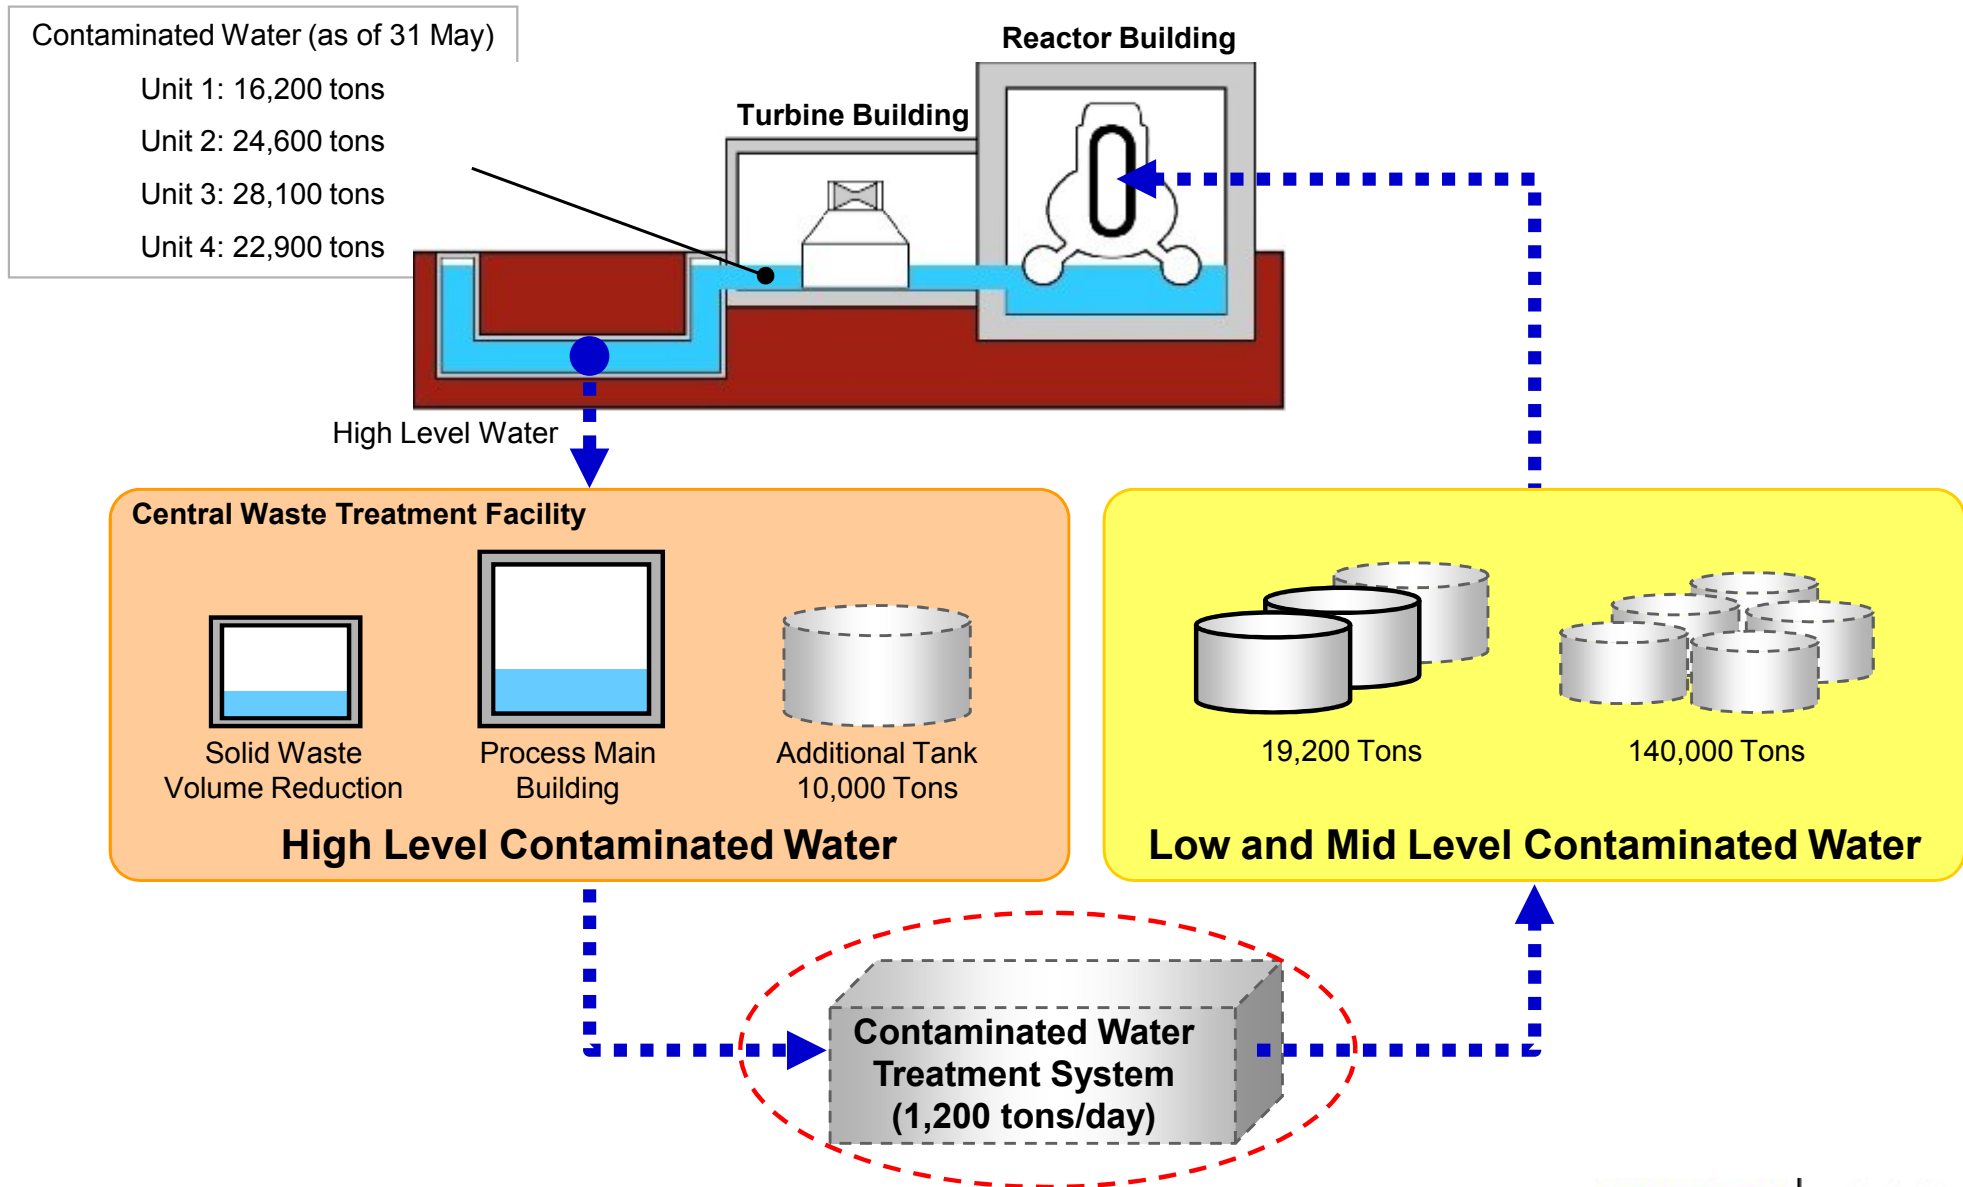 Contaminated Water (as of 31 May)
Unit 1: 16,200 tons
Unit 2: 24,600 tons
Unit 3: 28,100 tons
Unit 4: 22,900 tons
Reactor Building
Turbine Building
High Level Water
Central Waste Treatment Facility
Solid Waste
Volume Reduction
Process Main
Building
Additional Tank
10,000 Tons
High Level Contaminated Water
19,200 Tons
140,000 Tons
Low and Mid Level Contaminated Water
Contaminated Water
Treatment System
(1,200 tons/day)